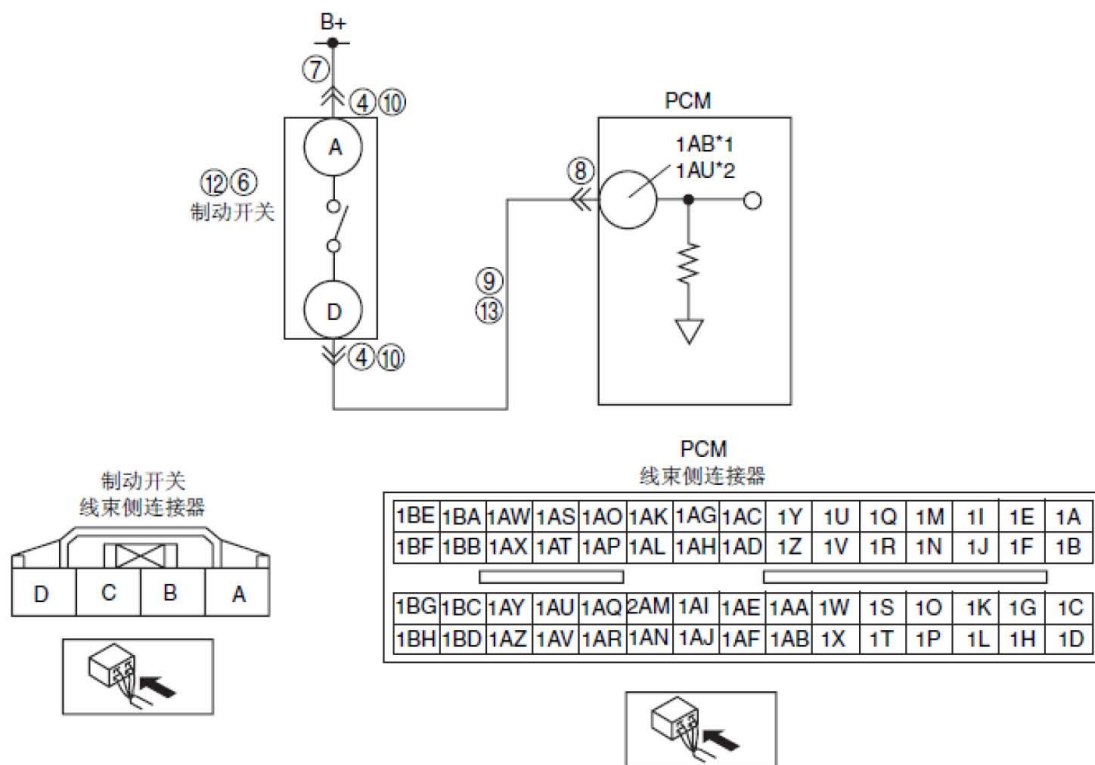 B+
⑦
④⑩
A
⑫⑥
制动开关
D
④⑩
⑨
⑬
PCM
⑧
1AB*1
1AU*2
制动开关
线束侧连接器
D C B A
PCM
线束侧连接器
1BE 1BA 1AW 1AS 1AO 1AK 1AG 1AC 1Y 1U 1Q 1M 1I 1E 1A
1BF 1BB 1AX 1AT 1AP 1AL 1AH 1AD 1Z 1V 1R 1N 1J 1F 1B
1BG 1BC 1AY 1AU 1AQ 2AM 1AI 1AE 1AA 1W 1S 1O 1K 1G 1C
1BH 1BD 1AZ 1AV 1AR 1AN 1AJ 1AF 1AB 1X 1T 1P 1L 1H 1D